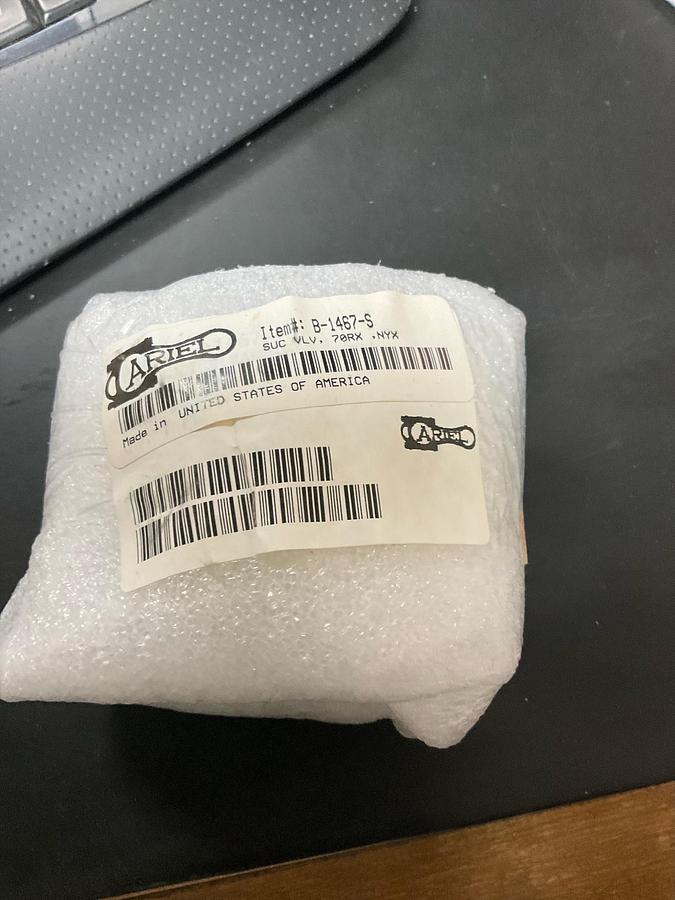 ARIEL
Item#: B-1467-S
SUC VLV, 70RX ,NYX
Made in UNITED STATES OF AMERICA
ARIEL